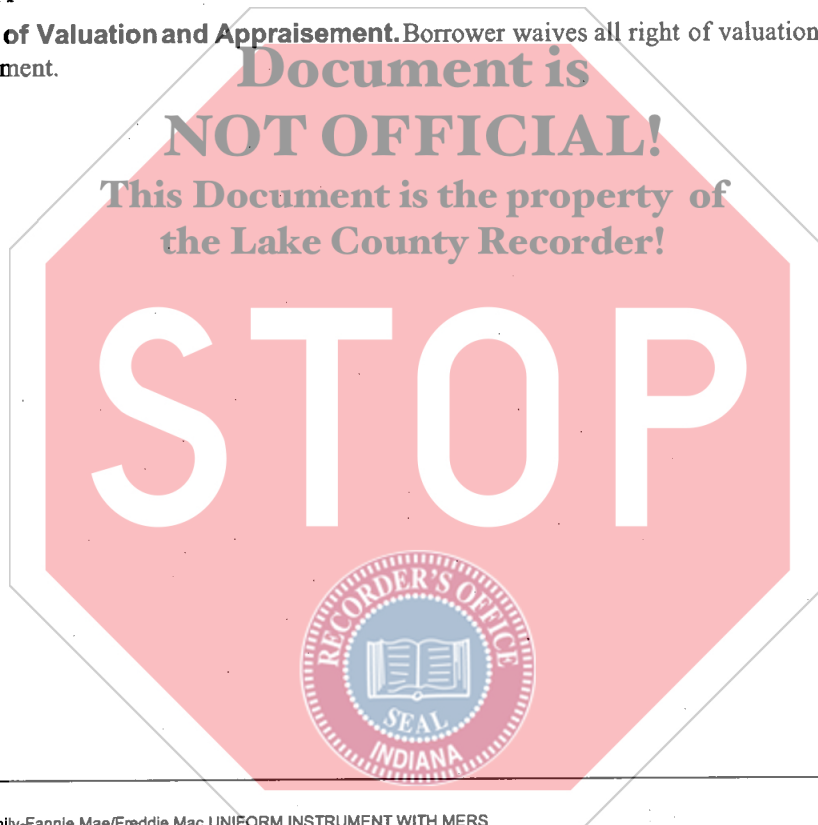 of Valuation and Appraisement. Borrower waives all right of valuation
ment.
Document is
NOT OFFICIAL!
This Document is the property of
the Lake County Recorder!
STOP
RECORDER'S OFFICE
SEAL
INDIANA
nily-Fannie Mae/Freddie Mac UNIFORM INSTRUMENT WITH MERS